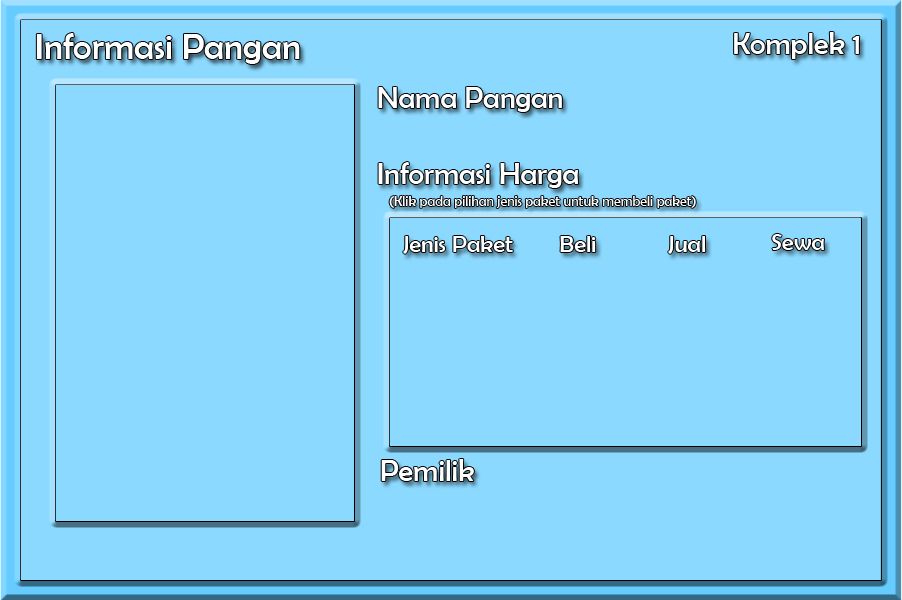 Informasi Pangan
Komplek 1
Nama Pangan
Informasi Harga
(Klik pada pilihan jenis paket untuk membeli paket)
Jenis Paket Beli Jual Sewa
Pemilik